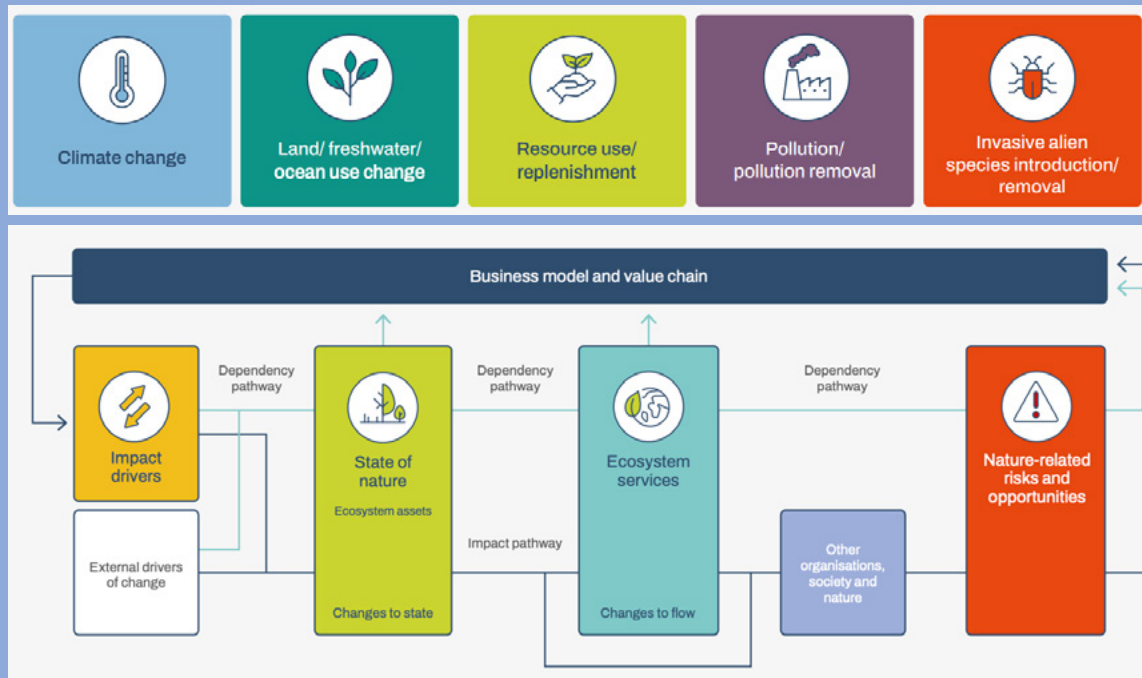 Climate change
Land/ freshwater/
ocean use change
Resource use/
replenishment
Pollution/
pollution removal
Invasive alien
species introduction/
removal
Business model and value chain
Impact
drivers
External drivers
of change
Dependency
pathway
State of
nature
Ecosystem assets
Changes to state
Dependency
pathway
Impact pathway
Ecosystem
services
Changes to flow
Dependency
pathway
Other
organisations,
society and
nature
Nature-related
risks and
opportunities